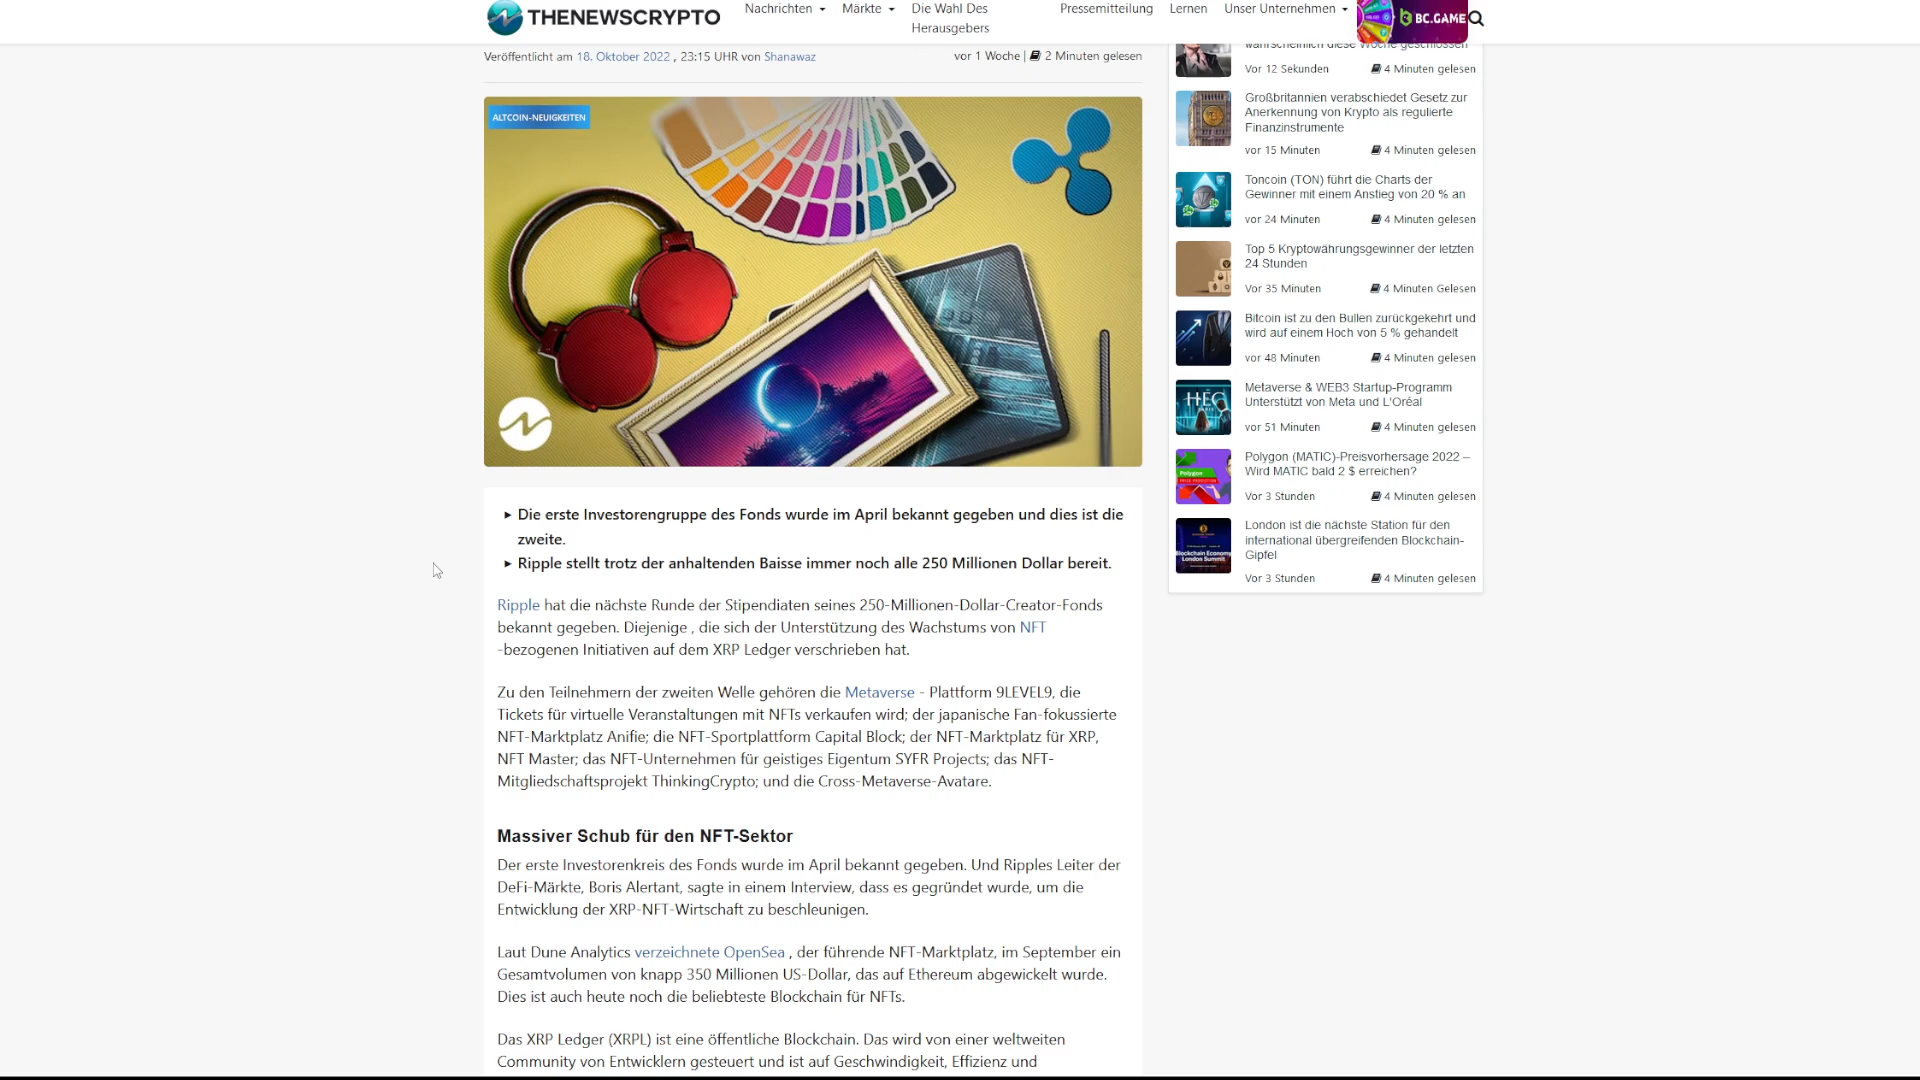 THENEWSCRYPTO
Nachrichten
Märkte
Die Wahl Des
Herausgebers
Pressemitteilung
Lernen
Unser Unternehmen
BC.GAME
Veröffentlicht am 18. Oktober 2022 , 23:15 UHR von Shanawaz
vor 1 Woche | 2 Minuten gelesen
ALTCOIN-NEUIGKEITEN
▸ Die erste Investorengruppe des Fonds wurde im April bekannt gegeben und dies ist die
zweite.
▸ Ripple stellt trotz der anhaltenden Baisse immer noch alle 250 Millionen Dollar bereit.
Ripple hat die nächste Runde der Stipendiaten seines 250-Millionen-Dollar-Creator-Fonds
bekannt gegeben. Diejenige , die sich der Unterstützung des Wachstums von NFT
-bezogenen Initiativen auf dem XRP Ledger verschrieben hat.
Zu den Teilnehmern der zweiten Welle gehören die Metaverse - Plattform 9LEVEL9, die
Tickets für virtuelle Veranstaltungen mit NFTs verkaufen wird; der japanische Fan-fokussierte
NFT-Marktplatz Anifie; die NFT-Sportplattform Capital Block; der NFT-Marktplatz für XRP,
NFT Master; das NFT-Unternehmen für geistiges Eigentum SYFR Projects; das NFT-
Mitgliedschaftsprojekt ThinkingCrypto; und die Cross-Metaverse-Avatare.
Massiver Schub für den NFT-Sektor
Der erste Investorenkreis des Fonds wurde im April bekannt gegeben. Und Ripples Leiter der
DeFi-Märkte, Boris Alertant, sagte in einem Interview, dass es gegründet wurde, um die
Entwicklung der XRP-NFT-Wirtschaft zu beschleunigen.
Laut Dune Analytics verzeichnete OpenSea , der führende NFT-Marktplatz, im September ein
Gesamtvolumen von knapp 350 Millionen US-Dollar, das auf Ethereum abgewickelt wurde.
Dies ist auch heute noch die beliebteste Blockchain für NFTs.
Das XRP Ledger (XRPL) ist eine öffentliche Blockchain. Das wird von einer weltweiten
Community von Entwicklern gesteuert und ist auf Geschwindigkeit, Effizienz und
wahrscheinlich diese Woche geschlossen
Vor 12 Sekunden
4 Minuten gelesen
Großbritannien verabschiedet Gesetz zur
Anerkennung von Krypto als regulierte
Finanzinstrumente
vor 15 Minuten
4 Minuten gelesen
Toncoin (TON) führt die Charts der
Gewinner mit einem Anstieg von 20 % an
vor 24 Minuten
4 Minuten gelesen
Top 5 Kryptowährungsgewinner der letzten
24 Stunden
Vor 35 Minuten
4 Minuten Gelesen
Bitcoin ist zu den Bullen zurückgekehrt und
wird auf einem Hoch von 5 % gehandelt
vor 48 Minuten
4 Minuten gelesen
HEC
Metaverse & WEB3 Startup-Programm
Unterstützt von Meta und L'Oréal
vor 51 Minuten
4 Minuten gelesen
Polygon
Polygon (MATIC)-Preisvorhersage 2022 –
Wird MATIC bald 2 $ erreichen?
Vor 3 Stunden
4 Minuten gelesen
Blockchain Economy
London Summit
London ist die nächste Station für den
international übergreifenden Blockchain-
Gipfel
Vor 3 Stunden
4 Minuten gelesen